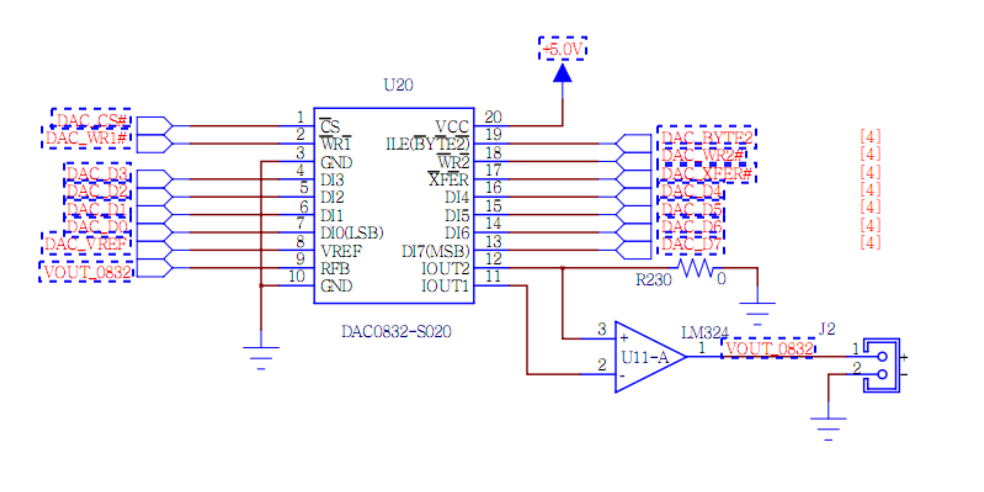 +5.0V
U20
DAC_CS# 1 CS VCC 20
DAC_WR1# 2 WR1 ILE(BYTE2) 19 DAC_BYTE2 [4]
3 GND WR2 18 DAC_WR2# [4]
DAC_D3 4 DI3 XFER 17 DAC_XFER# [4]
DAC_D2 5 DI2 DI4 16 DAC_D4 [4]
DAC_D1 6 DI1 DI5 15 DAC_D5 [4]
DAC_D0 7 DI0(LSB) DI6 14 DAC_D6 [4]
DAC_VREF 8 VREF DI7(MSB) 13 DAC_D7 [4]
VOUT_0832 9 RFB IOUT2 12
10 GND IOUT1 11
R230 0
DAC0832-SO20
LM324
J2
3 +
U11-A 1 VOUT_0832 1 +
2 - 2 -